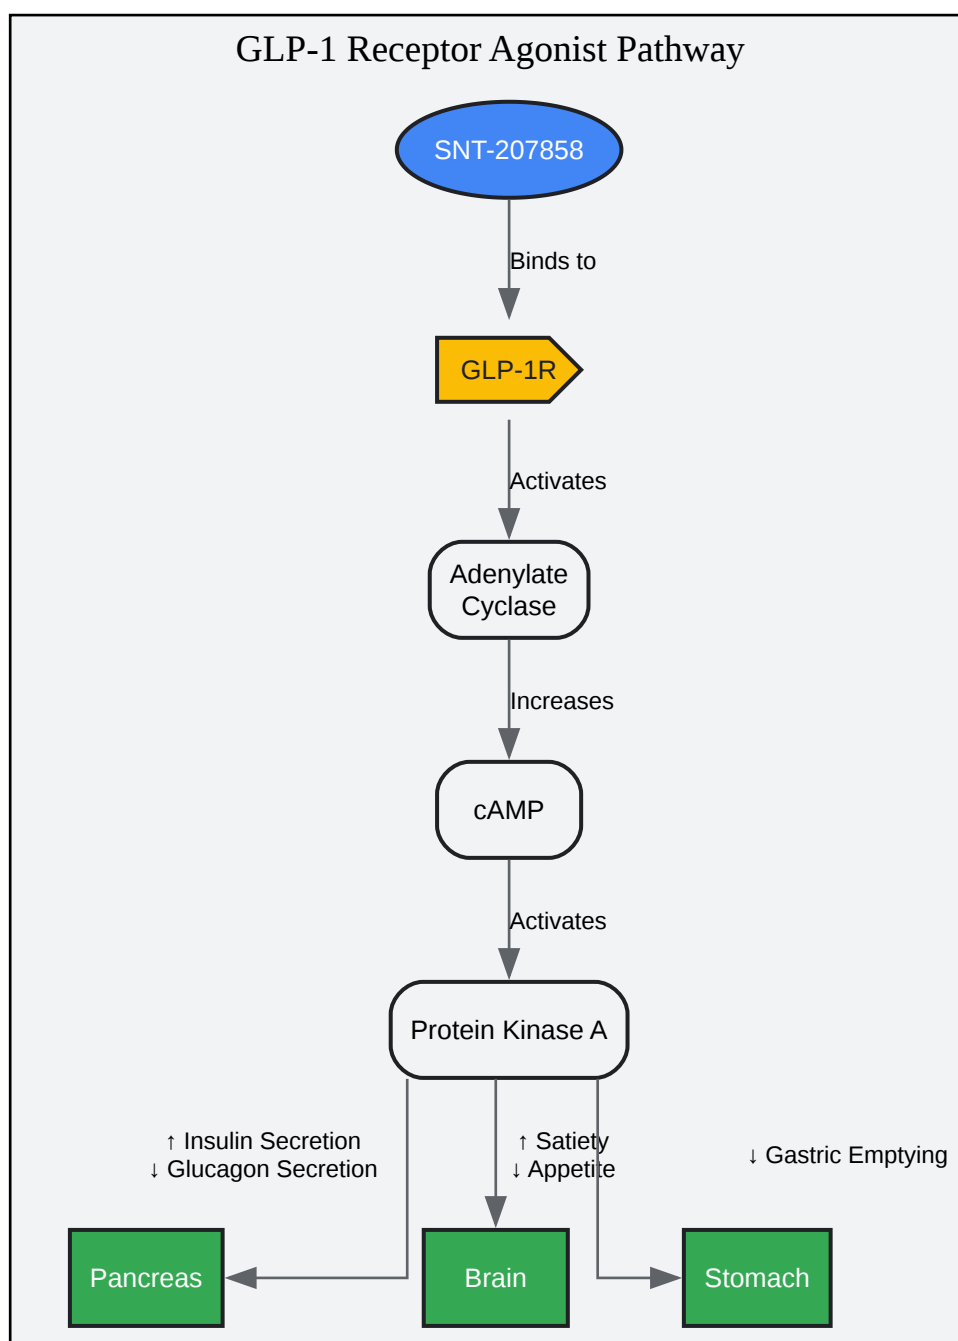 GLP-1 Receptor Agonist Pathway
SNT-207858
Binds to
GLP-1R
Activates
Adenylate
Cyclase
Increases
cAMP
Activates
Protein Kinase A
↑ Insulin Secretion
↓ Glucagon Secretion
↑ Satiety
↓ Appetite
↓ Gastric Emptying
Pancreas
Brain
Stomach